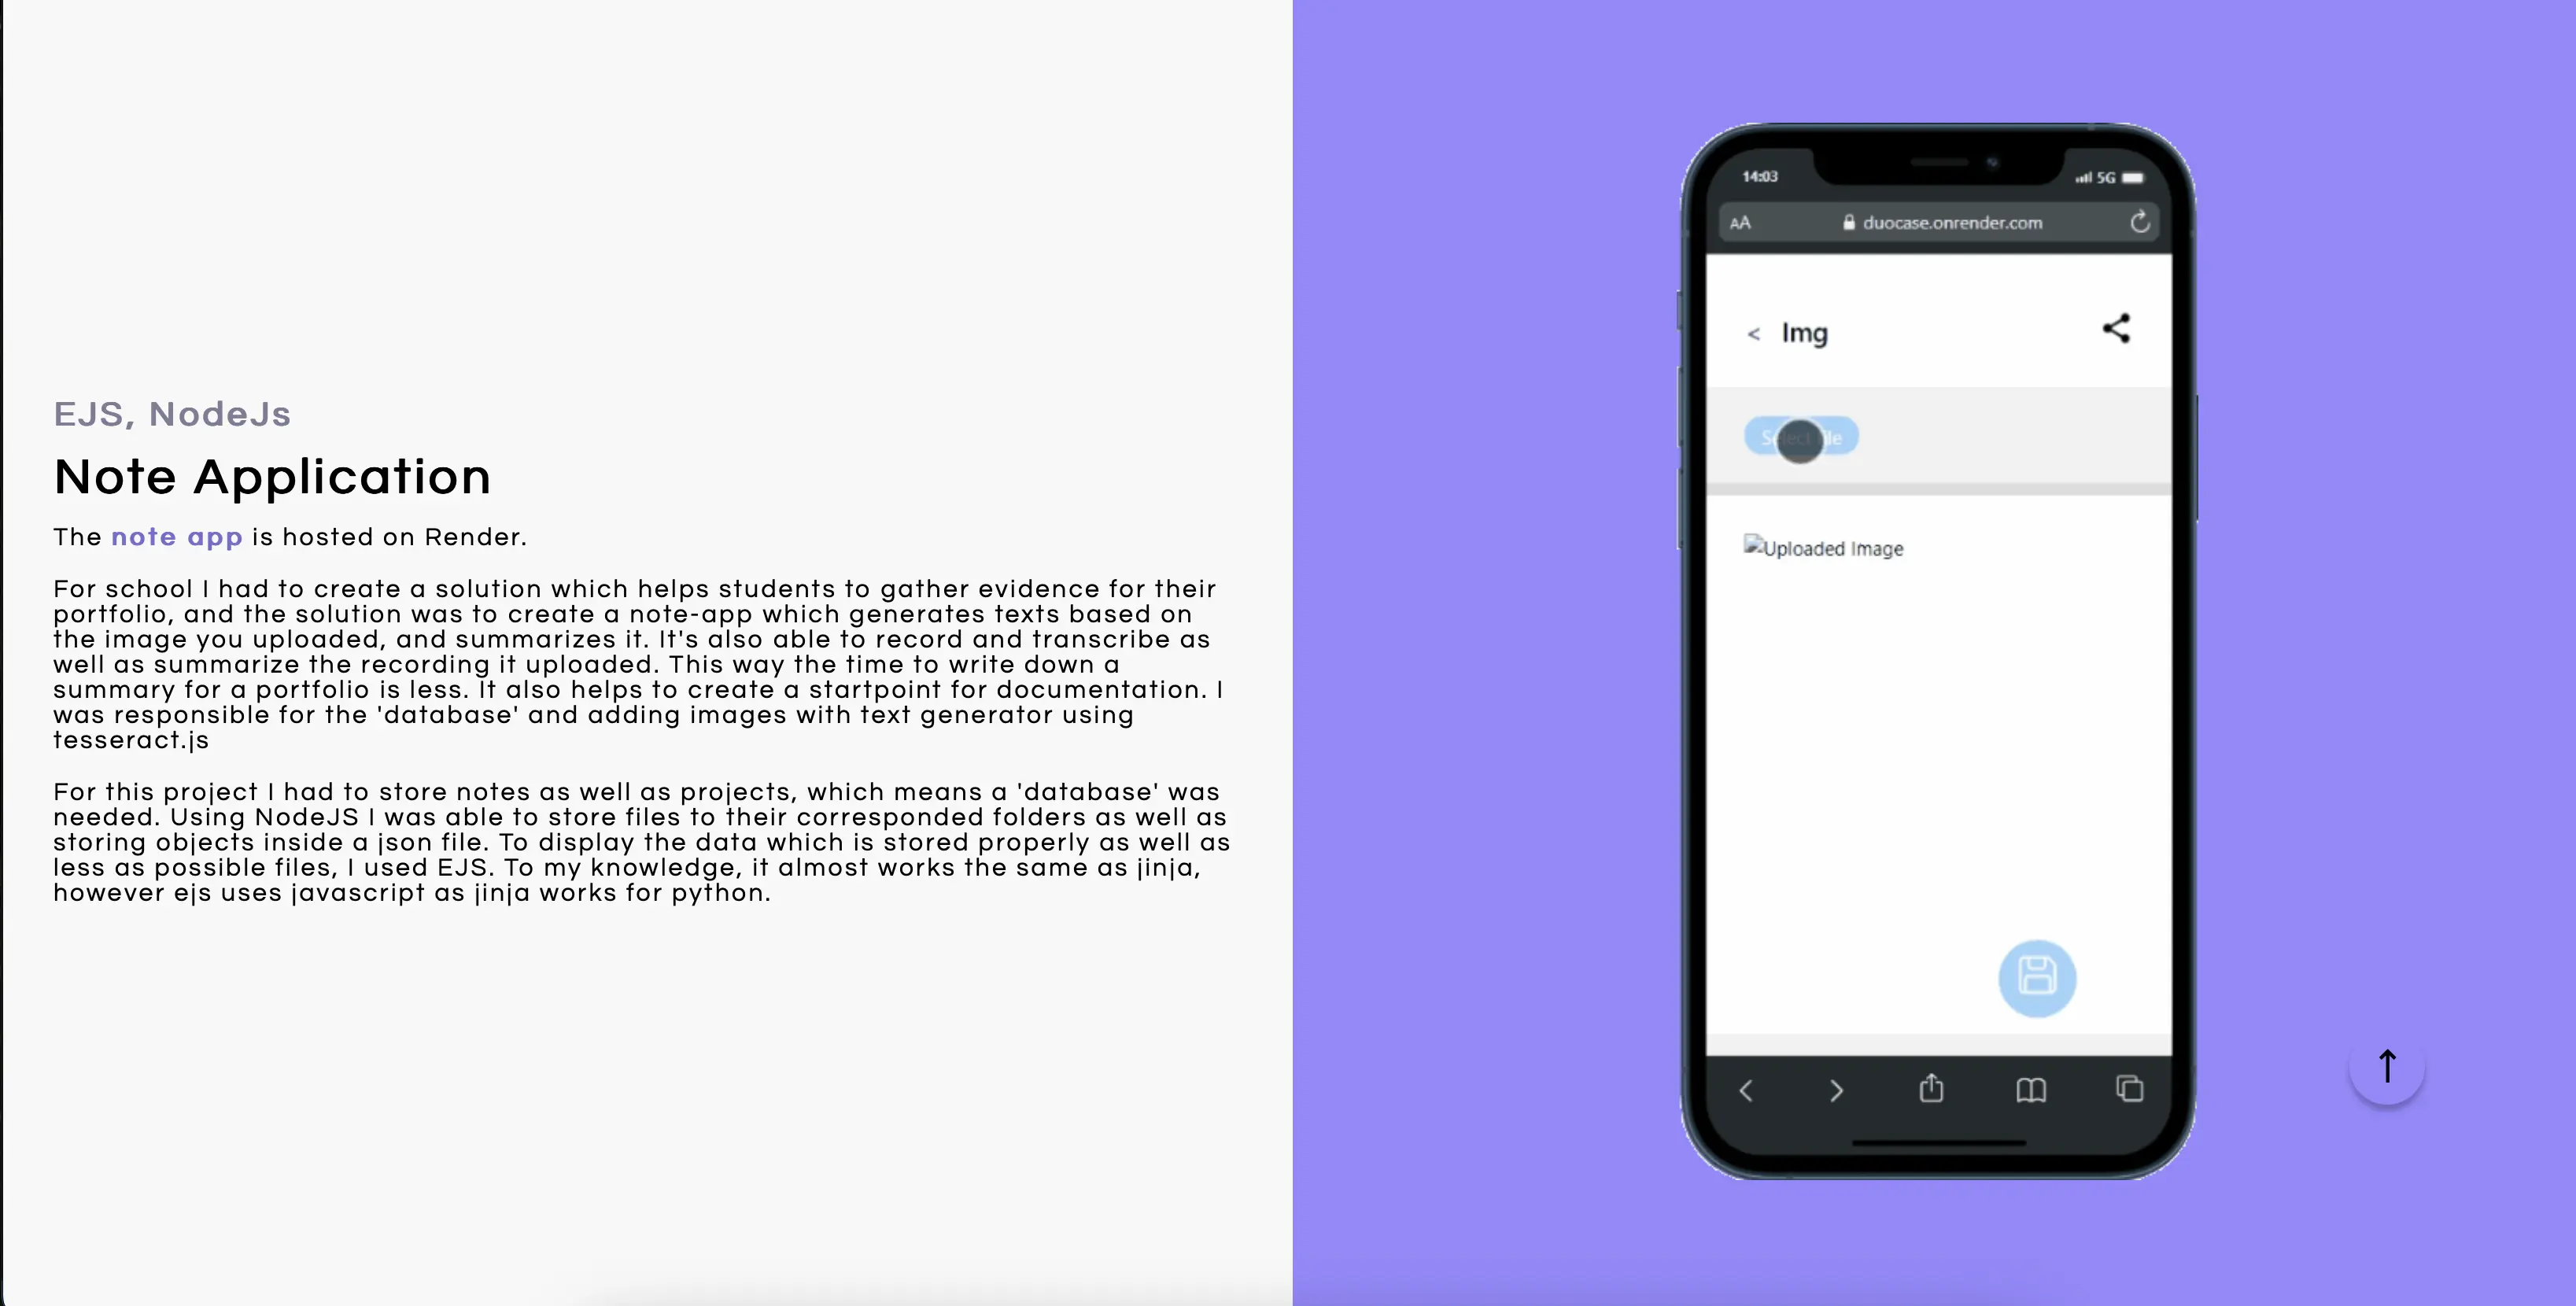 EJS, NodeJs
Note Application
The note app is hosted on Render.
For school I had to create a solution which helps students to gather evidence for their
portfolio, and the solution was to create a note-app which generates texts based on
the image you uploaded, and summarizes it. It's also able to record and transcribe as
well as summarize the recording it uploaded. This way the time to write down a
summary for a portfolio is less. It also helps to create a startpoint for documentation. I
was responsible for the 'database' and adding images with text generator using
tesseract.js
For this project I had to store notes as well as projects, which means a 'database' was
needed. Using NodeJS I was able to store files to their corresponded folders as well as
storing objects inside a json file. To display the data which is stored properly as well as
less as possible files, I used EJS. To my knowledge, it almost works the same as jinja,
however ejs uses javascript as jinja works for python.
14:03
5G
AA
duocase.onrender.com
< Img
Select file
Uploaded Image